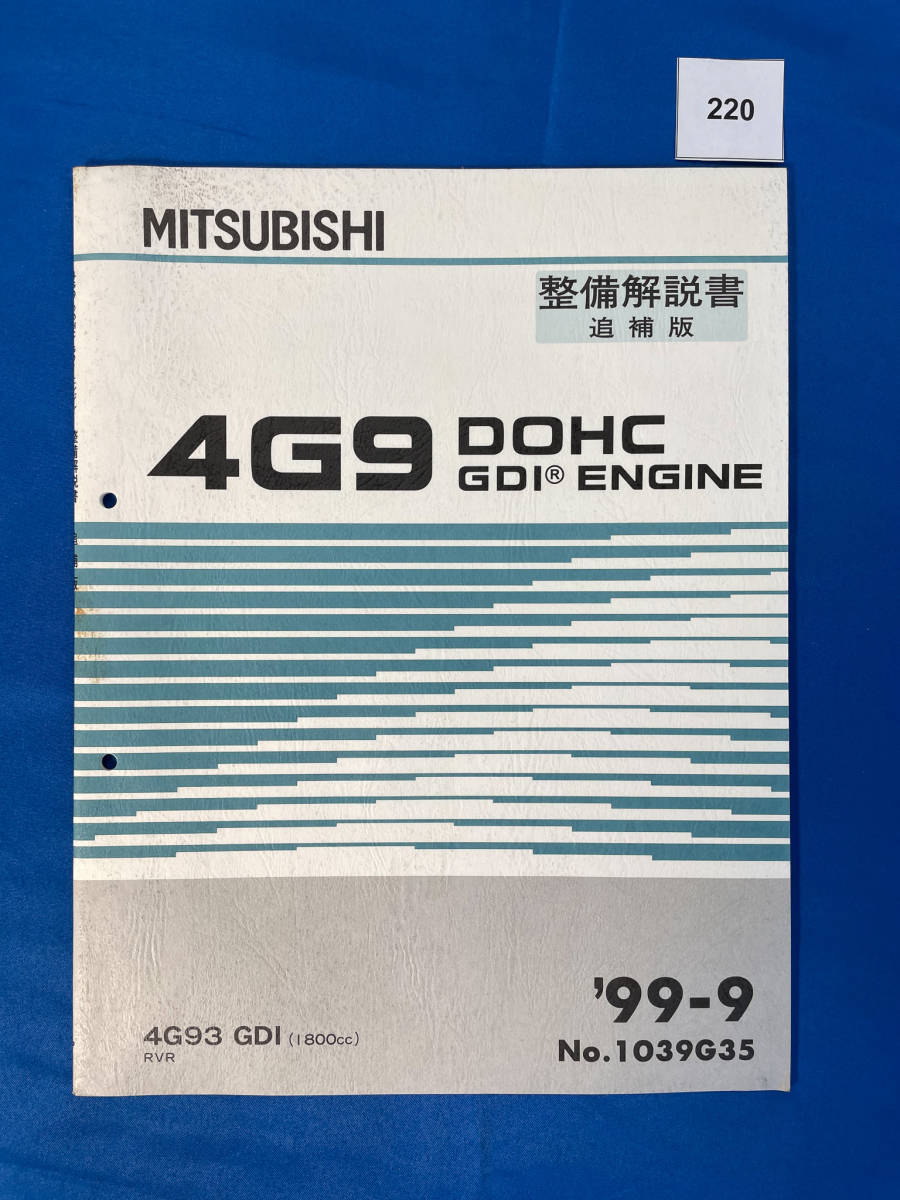 220
MITSUBISHI
整備解説書
追補版
4G9 DOHC
GDI® ENGINE
'99-9
4G93 GDI (1800cc)
RVR
No.1039G35